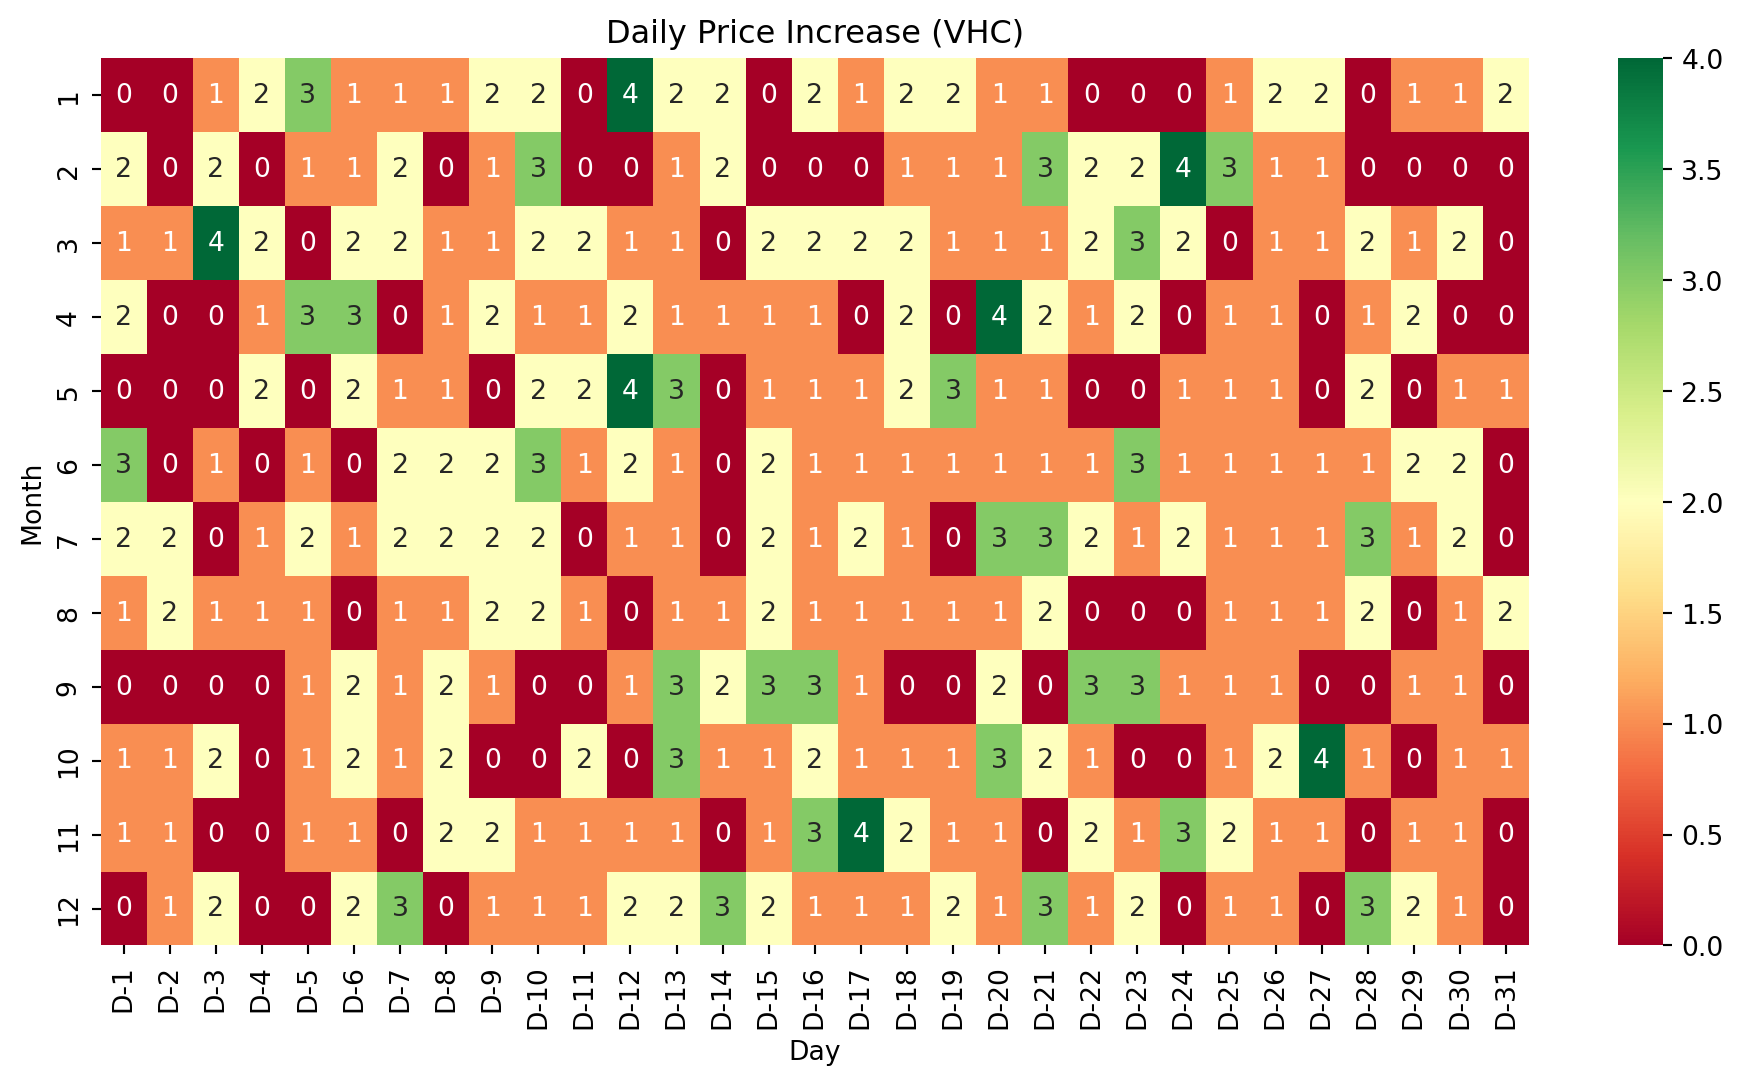 Daily Price Increase (VHC)
1 0 0 1 2 3 1 1 1 2 2 0 4 2 2 0 2 1 2 2 1 1 0 0 0 1 2 2 0 1 1 2
2 2 0 2 0 1 1 2 0 1 3 0 0 1 2 0 0 0 1 1 1 3 2 2 4 3 1 1 0 0 0 0
3 1 1 4 2 0 2 2 1 1 2 2 1 1 0 2 2 2 2 1 1 1 2 3 2 0 1 1 2 1 2 0
4 2 0 0 1 3 3 0 1 2 1 1 2 1 1 1 1 0 2 0 4 2 1 2 0 1 1 0 1 2 0 0
5 0 0 0 2 0 2 1 1 0 2 2 4 3 0 1 1 1 2 3 1 1 0 0 1 1 1 0 2 0 1 1
6 3 0 1 0 1 0 2 2 2 3 1 2 1 0 2 1 1 1 1 1 1 1 3 1 1 1 1 1 2 2 0
7 2 2 0 1 2 1 2 2 2 2 0 1 1 0 2 1 2 1 0 3 3 2 1 2 1 1 1 3 1 2 0
8 1 2 1 1 1 0 1 1 2 2 1 0 1 1 2 1 1 1 1 1 2 0 0 0 1 1 1 2 0 1 2
9 0 0 0 0 1 2 1 2 1 0 0 1 3 2 3 3 1 0 0 2 0 3 3 1 1 1 0 0 1 1 0
10 1 1 2 0 1 2 1 2 0 0 2 0 3 1 1 2 1 1 1 3 2 1 0 0 1 2 4 1 0 1 1
11 1 1 0 0 1 1 0 2 2 1 1 1 1 0 1 3 4 2 1 1 0 2 1 3 2 1 1 0 1 1 0
12 0 1 2 0 0 2 3 0 1 1 1 2 2 3 2 1 1 1 2 1 3 1 2 0 1 1 0 3 2 1 0
Month
D-1 D-2 D-3 D-4 D-5 D-6 D-7 D-8 D-9 D-10 D-11 D-12 D-13 D-14 D-15 D-16 D-17 D-18 D-19 D-20 D-21 D-22 D-23 D-24 D-25 D-26 D-27 D-28 D-29 D-30 D-31
Day
4.0
3.5
3.0
2.5
2.0
1.5
1.0
0.5
0.0